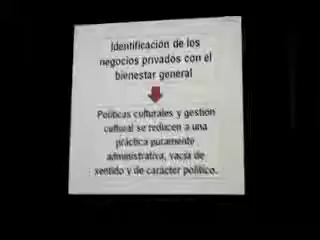 Identificación de los
negocios privados con el
bienestar general
Políticas culturales y gestión
cultural se reducen a una
práctica puramente
administrativa, vacía de
sentido y de carácter político.